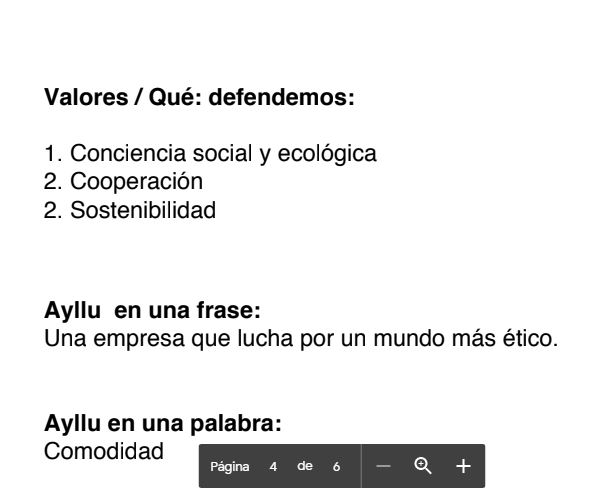 Valores / Qué: defendemos:
1. Conciencia social y ecológica
2. Cooperación
2. Sostenibilidad
Ayllu  en una frase:
Una empresa que lucha por un mundo más ético.
Ayllu en una palabra:
Comodidad
Página 4 de 6